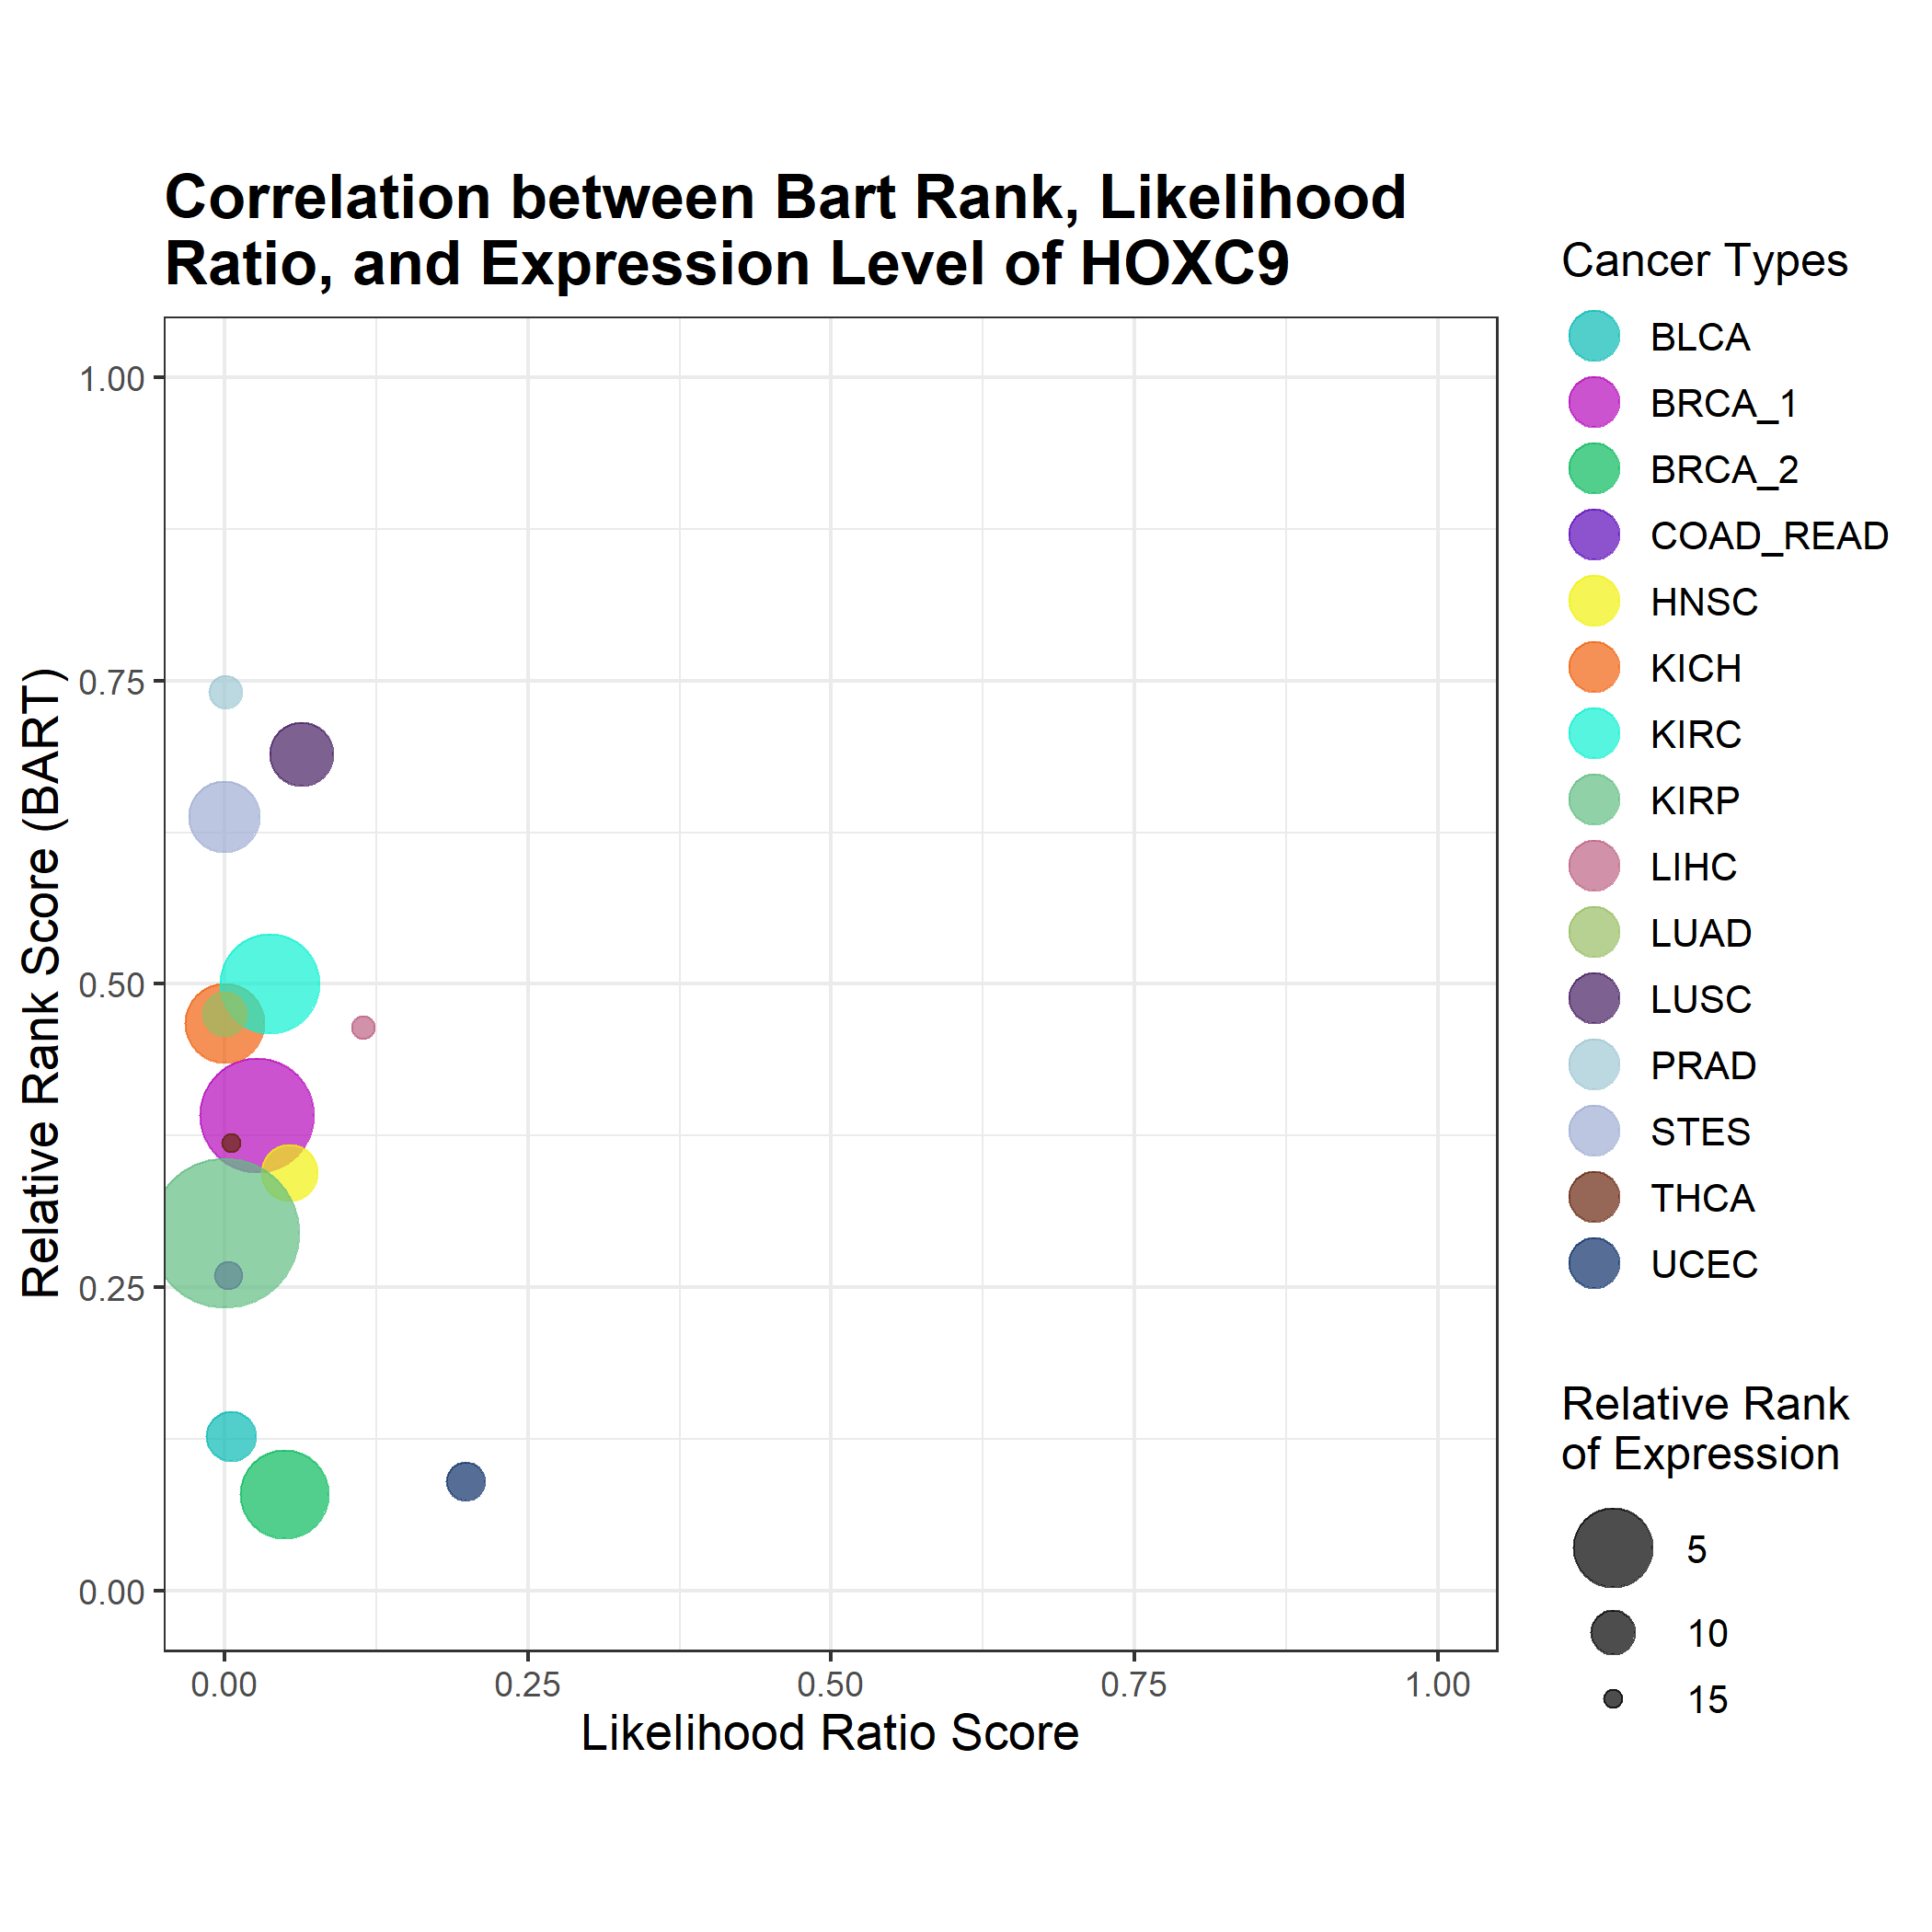 Correlation between Bart Rank, Likelihood
Ratio, and Expression Level of HOXC9
Relative Rank Score (BART)
1.00
0.75
0.50
0.25
0.00
0.00
0.25
0.50
0.75
1.00
Likelihood Ratio Score
Cancer Types
BLCA
BRCA_1
BRCA_2
COAD_READ
HNSC
KICH
KIRC
KIRP
LIHC
LUAD
LUSC
PRAD
STES
THCA
UCEC
Relative Rank
of Expression
5
10
15